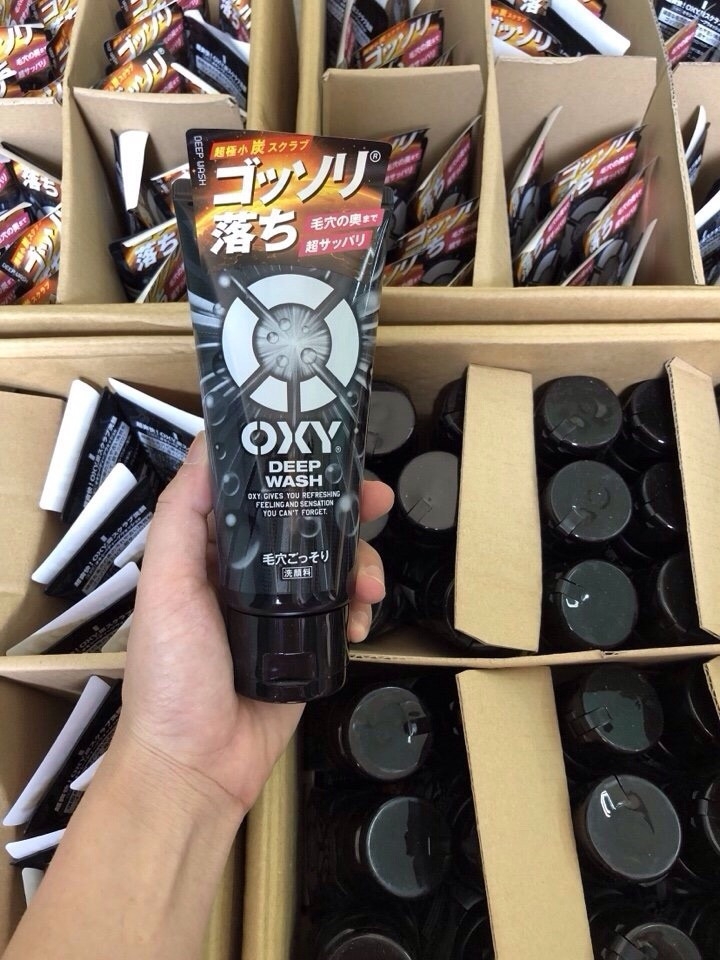 DEEP WASH
超極小炭スクラブ
ゴッソリ®
落ち
毛穴の奥まで
超サッパリ
OXY®
DEEP
WASH
OXY GIVES YOU REFRESHING
FEELING AND SENSATION
YOU CAN'T FORGET.
毛穴ごっそり
洗顔料